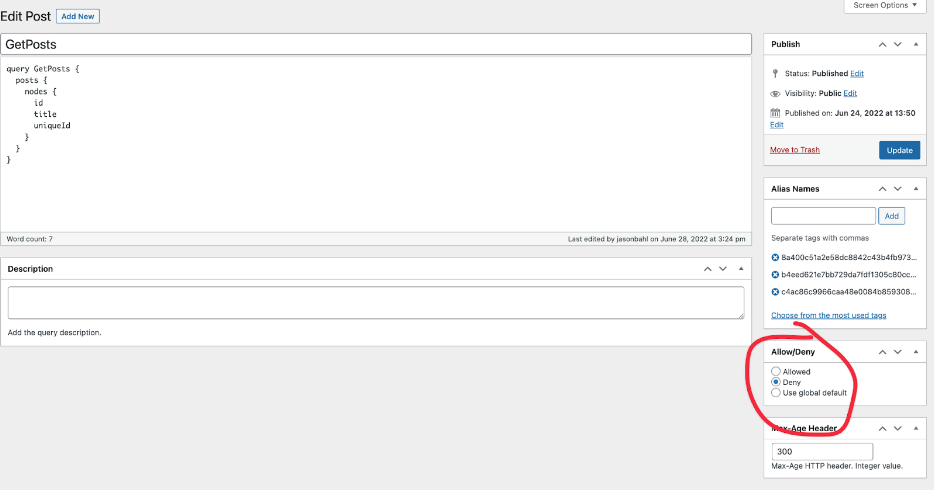 Screen Options ▼
Edit Post Add New
GetPosts
query GetPosts {
posts {
nodes {
id
title
uniqueId
}
}
}
Word count: 7
Last edited by jasonbahl on June 28, 2022 at 3:24 pm
Description
Add the query description.
Publish
Status: Published Edit
Visibility: Public Edit
Published on: Jun 24, 2022 at 13:50
Edit
Move to Trash
Update
Alias Names
Add
Separate tags with commas
8a400c51a2e58dc8842c43b4fb973...
b4eed621e7bb729da7fdf1305c80cc...
c4ac86c9966caa48e0084b859308...
Choose from the most used tags
Allow/Deny
Allowed
Deny
Use global default
Max-Age Header
300
Max-Age HTTP header. Integer value.